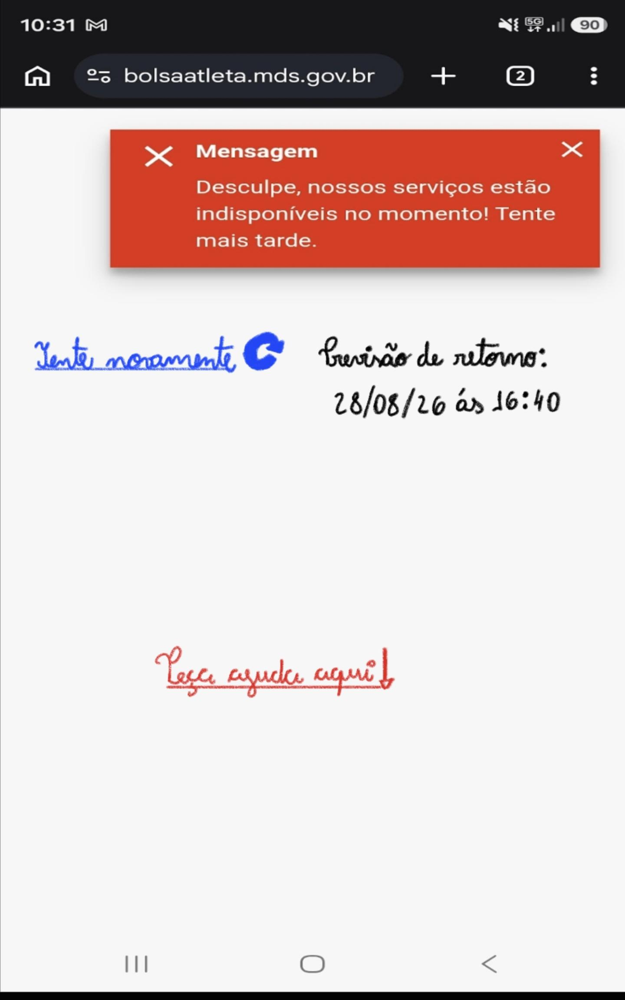 10:31
5G
90
bolsaatleta.mds.gov.br
2
Mensagem
Desculpe, nossos serviços estão
indisponíveis no momento! Tente
mais tarde.
Tente novamente
Previsão de retorno:
28/08/26 ás 16:40
Peça ajuda aqui